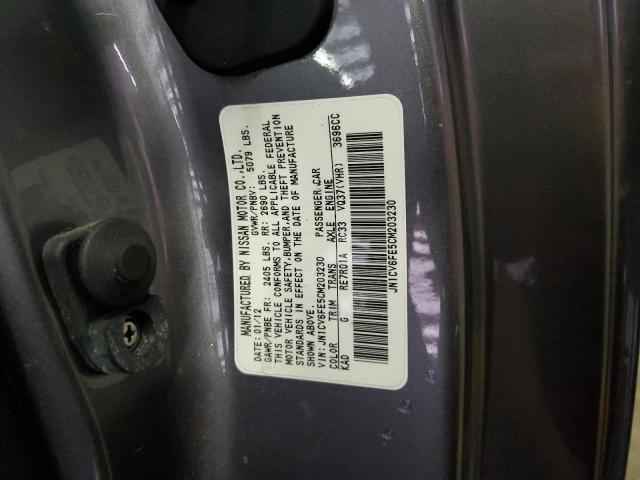 MANUFACTURED BY NISSAN MOTOR CO.,LTD.
DATE: 01/12 GVWR/PNBV: 5079 LBS.
GAWR/PNBE FR: 2405 LBS. RR: 2690 LBS.
THIS VEHICLE CONFORMS TO ALL APPLICABLE FEDERAL
MOTOR VEHICLE SAFETY,BUMPER,AND THEFT PREVENTION
STANDARDS IN EFFECT ON THE DATE OF MANUFACTURE
SHOWN ABOVE.
VIN:JN1CV6FE5CM203230 PASSENGER CAR
COLOR TRIM TRANS AXLE ENGINE
KAD G RE7R01A RC33 VQ37(VHR) 3696CC
JN1CV6FE5CM203230